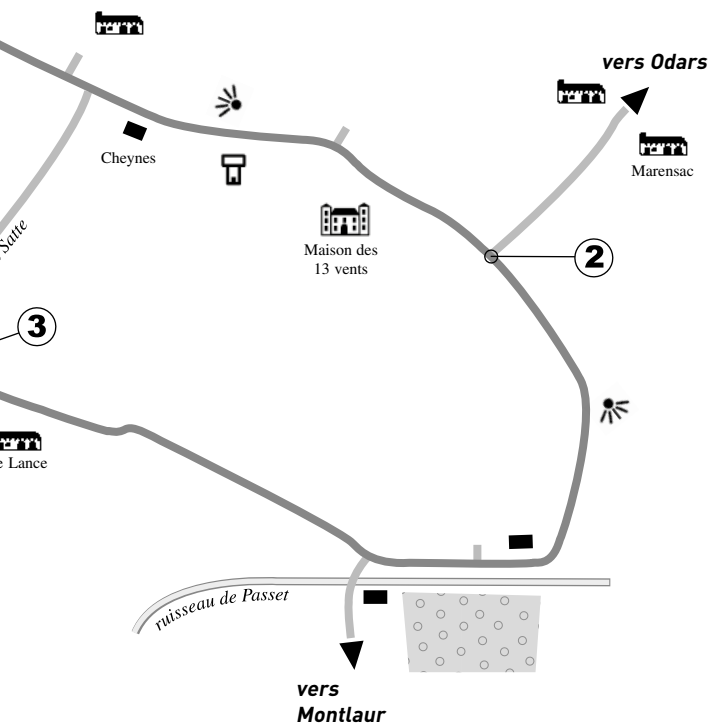 vers Odars
Marensac
Cheynes
Satte
Maison des
13 vents
2
3
e Lance
ruisseau de Passet
vers
Montlaur